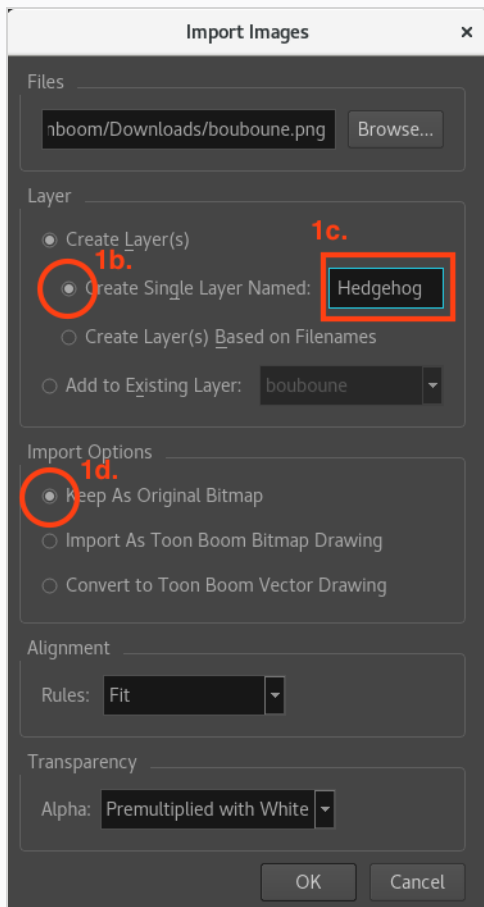 Import Images ×
Files
nboom/Downloads/bouboune.png Browse...
Layer
Create Layer(s)
1b.
1c.
Create Single Layer Named: Hedgehog
Create Layer(s) Based on Filenames
Add to Existing Layer: bouboune
Import Options
1d.
Keep As Original Bitmap
Import As Toon Boom Bitmap Drawing
Convert to Toon Boom Vector Drawing
Alignment
Rules: Fit
Transparency
Alpha: Premultiplied with White
OK Cancel